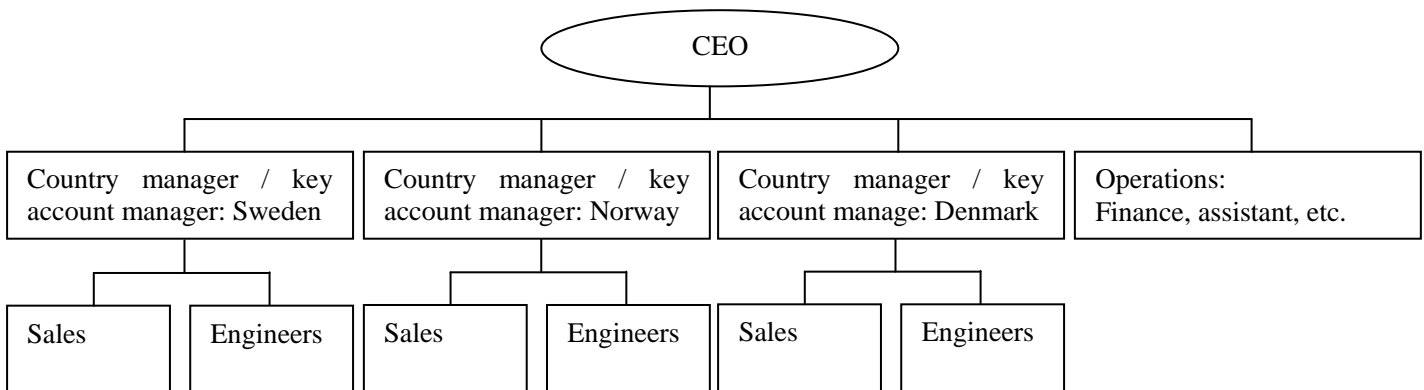 CEO
Country manager / key
account manager: Sweden
Country manager / key
account manager: Norway
Country manager / key
account manage: Denmark
Operations:
Finance, assistant, etc.
Sales
Engineers
Sales
Engineers
Sales
Engineers